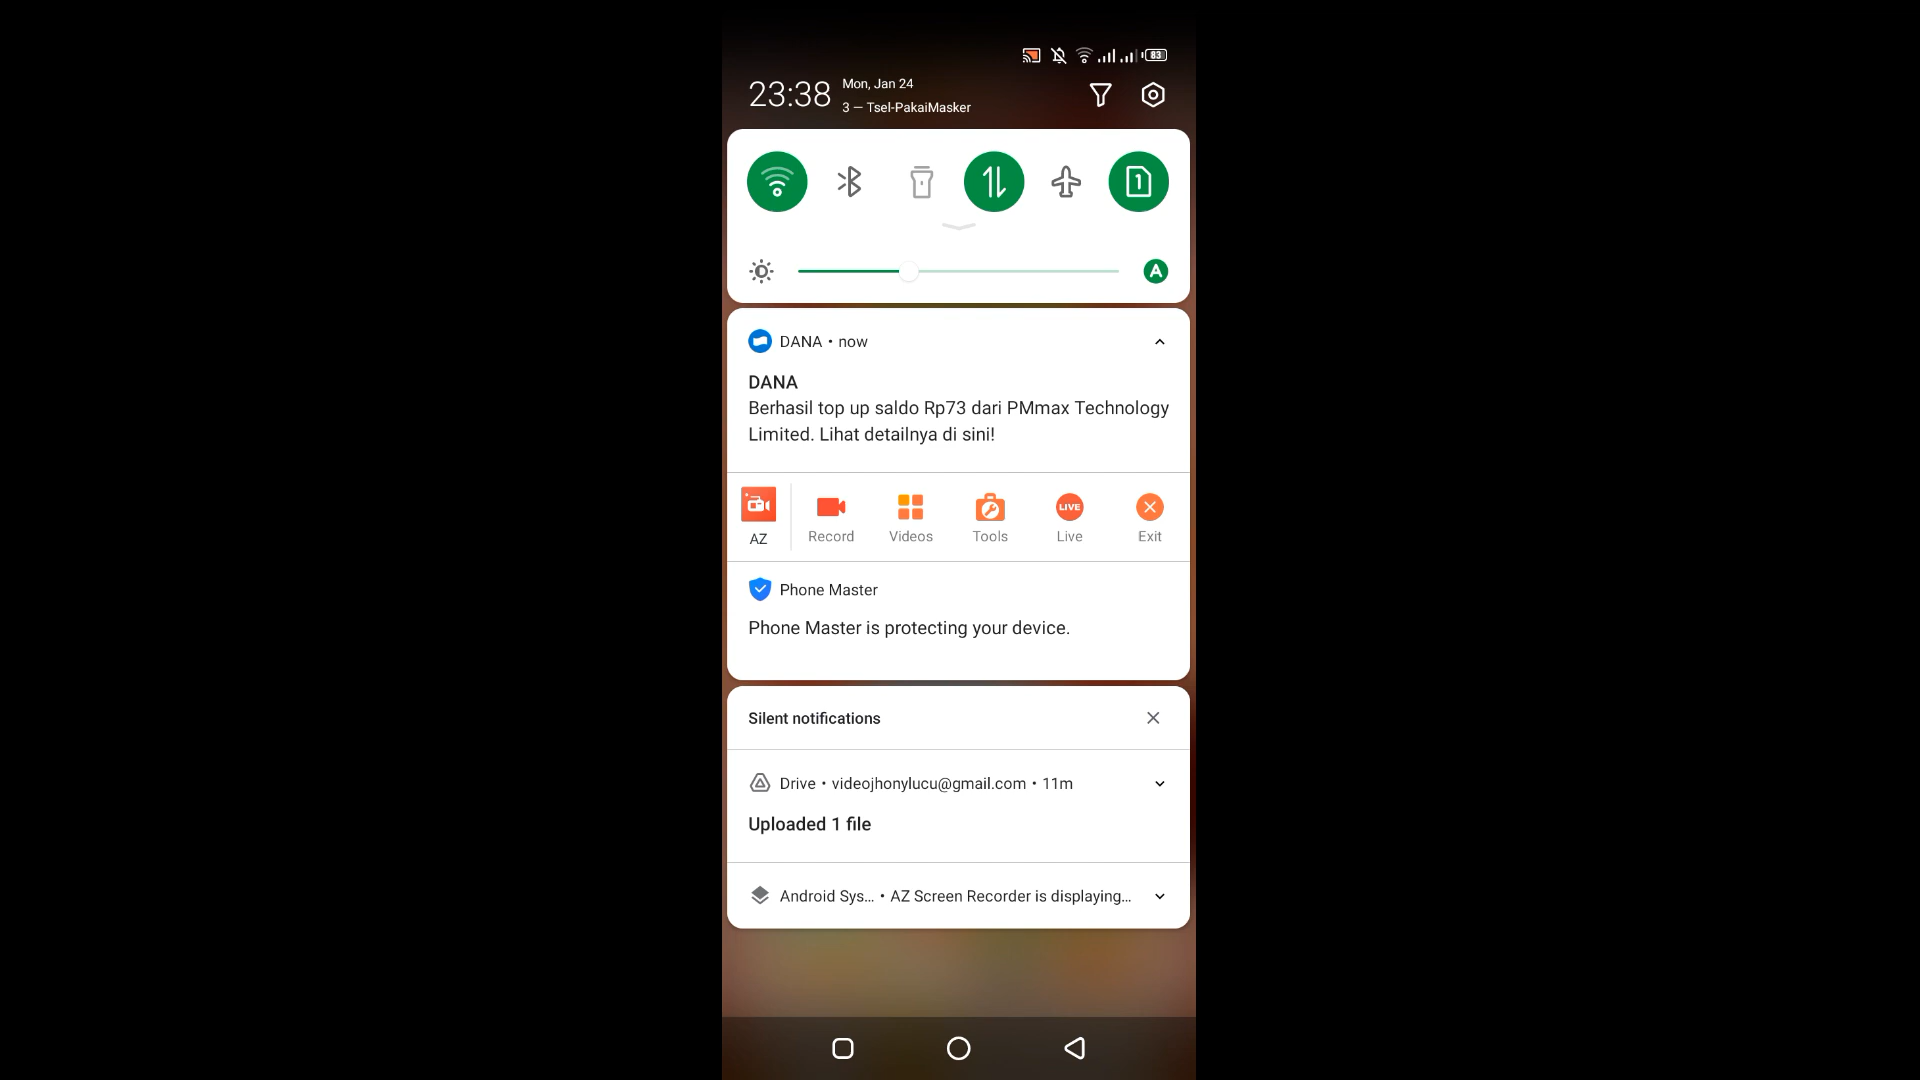 83
23:38
Mon, Jan 24
3 — Tsel-PakaiMasker
1
A
DANA • now
DANA
Berhasil top up saldo Rp73 dari PMmax Technology
Limited. Lihat detailnya di sini!
AZ
Record
Videos
Tools
LIVE
Live
Exit
Phone Master
Phone Master is protecting your device.
Silent notifications
Drive • videojhonylucu@gmail.com • 11m
Uploaded 1 file
Android Sys... • AZ Screen Recorder is displaying...